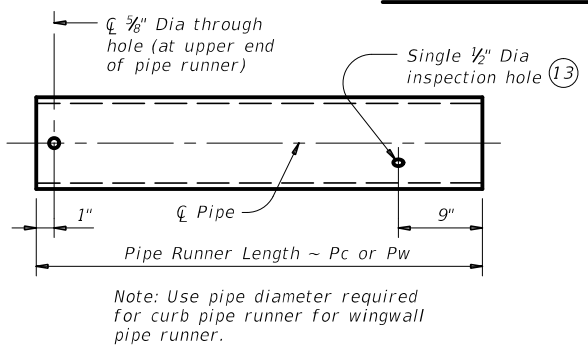 ℄ ⅝" Dia through
hole (at upper end
of pipe runner)
Single ½" Dia
inspection hole 13
℄ Pipe
1"
9"
Pipe Runner Length ~ Pc or Pw
Note: Use pipe diameter required
for curb pipe runner for wingwall
pipe runner.